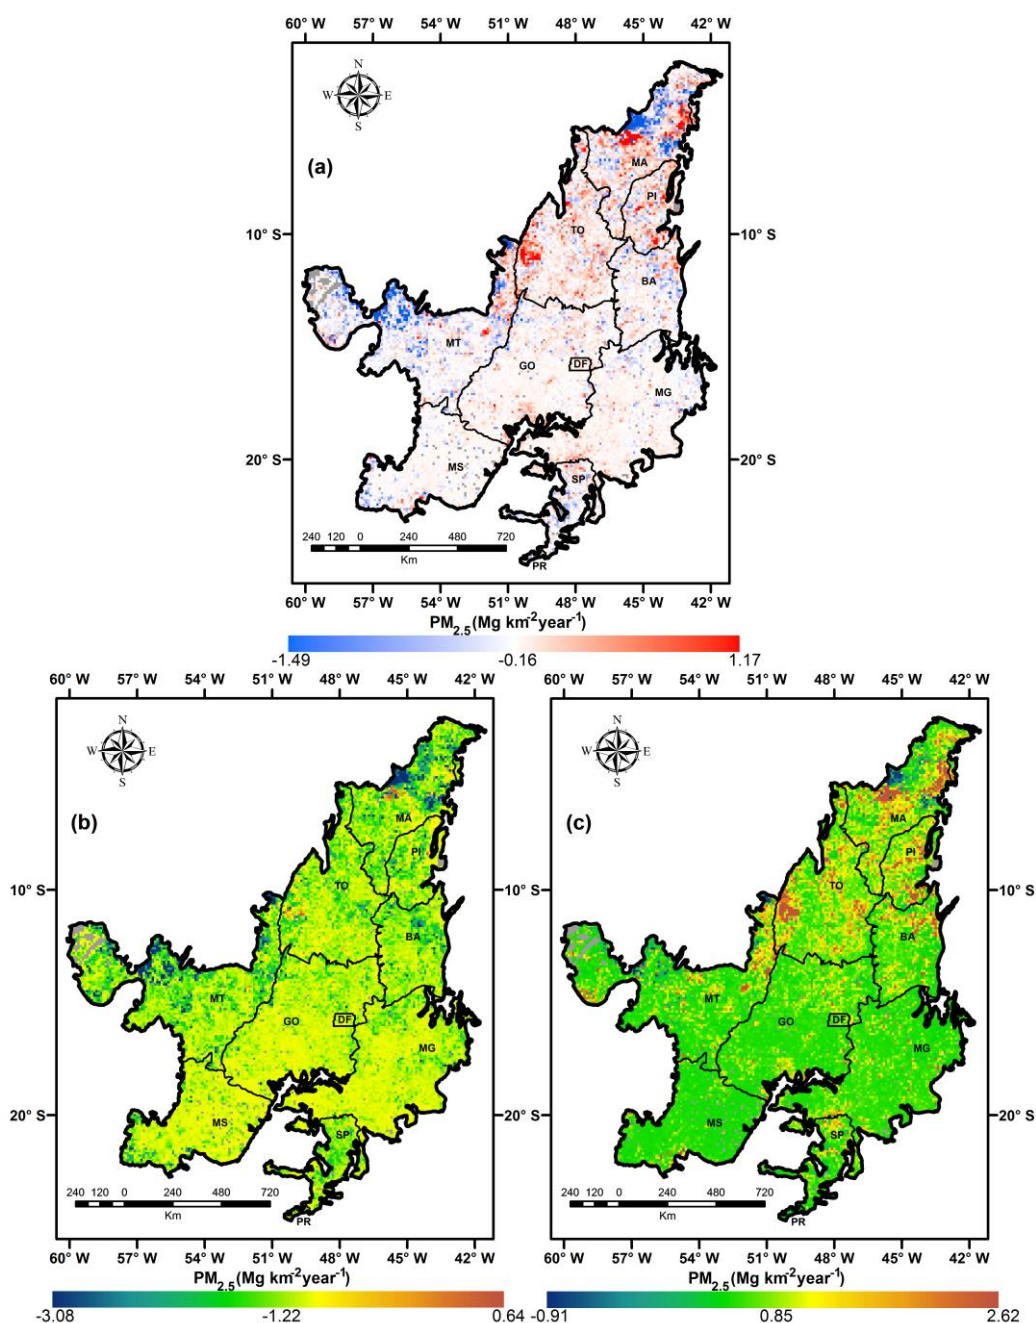 60° W 57° W 54° W 51° W 48° W 45° W 42° W
N
W E
S
(a)
MA
PI
TO
10° S 10° S
BA
MT
GO DF
MG
MS
20° S 20° S
SP
240 120 0 240 480 720
Km
PR
60° W 57° W 54° W 51° W 48° W 45° W 42° W
PM2.5(Mg km-2year-1)
-1.49 -0.16 1.17
60° W 57° W 54° W 51° W 48° W 45° W 42° W
N
W E
S
(b)
MA
PI
TO
10° S 10° S
BA
MT
GO DF
MG
MS
20° S 20° S
SP
240 120 0 240 480 720
Km
PR
60° W 57° W 54° W 51° W 48° W 45° W 42° W
PM2.5(Mg km-2year-1)
-3.08 -1.22 0.64
60° W 57° W 54° W 51° W 48° W 45° W 42° W
N
W E
S
(c)
MA
PI
TO
10° S
BA
MT
GO DF
MG
MS
20° S
SP
240 120 0 240 480 720
Km
PR
60° W 57° W 54° W 51° W 48° W 45° W 42° W
PM2.5(Mg km-2year-1)
-0.91 0.85 2.62